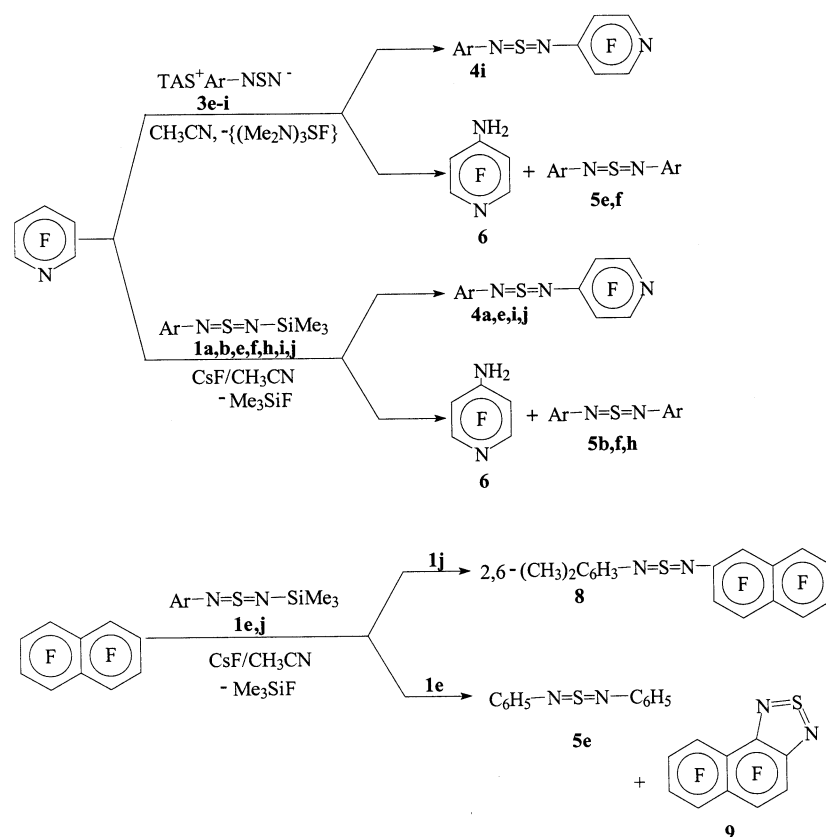 Ar–N=S=N– F N
4i
TAS⁺Ar–NSN⁻
3e-i
CH₃CN, -{(Me₂N)₃SF}
NH₂
F
N
6
+ Ar–N=S=N–Ar
5e,f
F
N
Ar–N=S=N– F N
4a,e,i,j
Ar–N=S=N–SiMe₃
1a,b,e,f,h,i,j
CsF/CH₃CN
- Me₃SiF
NH₂
F
N
6
+ Ar–N=S=N–Ar
5b,f,h
1j
2,6-(CH₃)₂C₆H₃–N=S=N– F F
8
Ar–N=S=N–SiMe₃
1e,j
F F
CsF/CH₃CN
- Me₃SiF
1e
C₆H₅–N=S=N–C₆H₅
5e
+
N=S
N
F F
9